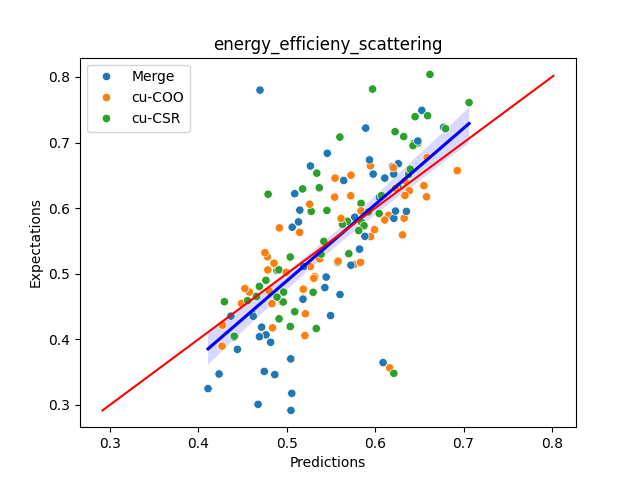 energy_efficieny_scattering
Merge
cu-COO
cu-CSR
Expectations
0.8
0.7
0.6
0.5
0.4
0.3
0.3 0.4 0.5 0.6 0.7 0.8
Predictions